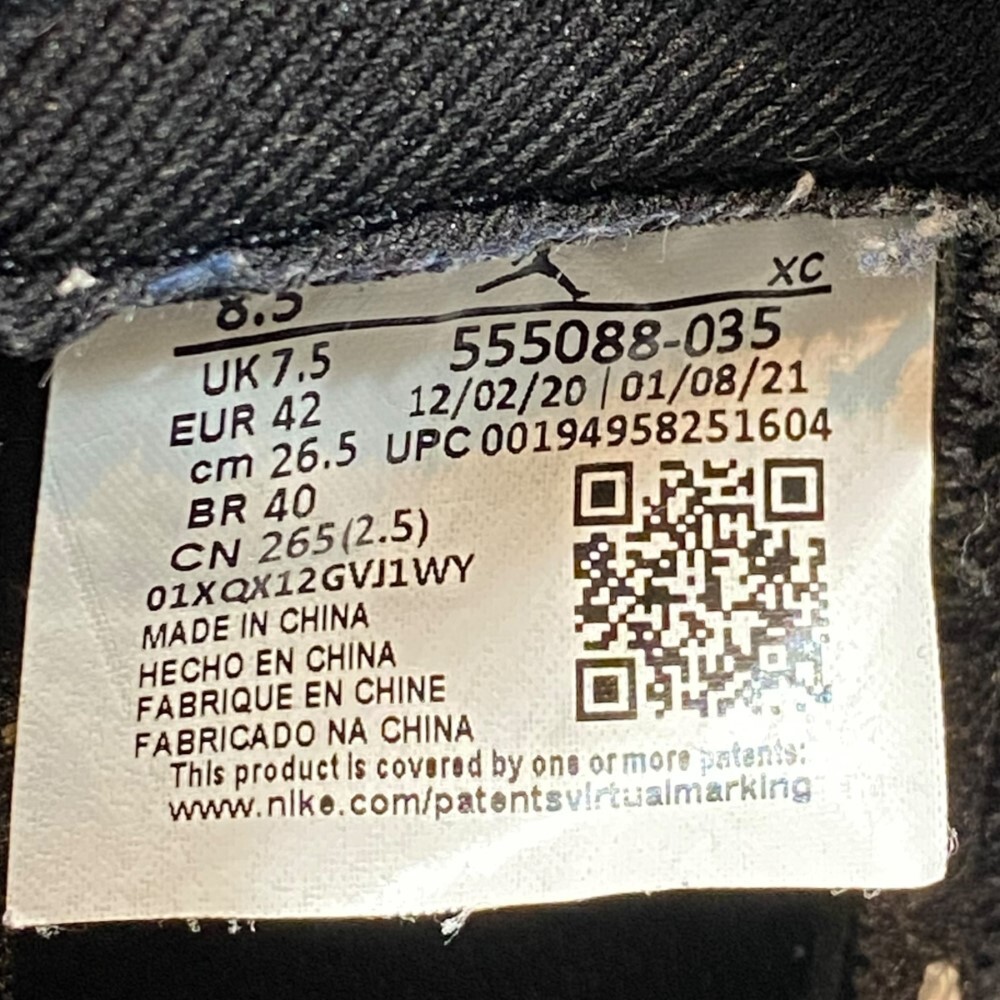 8.5
XC
UK 7.5
555088-035
EUR 42
12/02/20 | 01/08/21
cm 26.5
UPC 00194958251604
BR 40
CN 265(2.5)
01XQX12GVJ1WY
MADE IN CHINA
HECHO EN CHINA
FABRIQUE EN CHINE
FABRICADO NA CHINA
This product is covered by one or more patents:
www.nike.com/patentsvirtualmarking